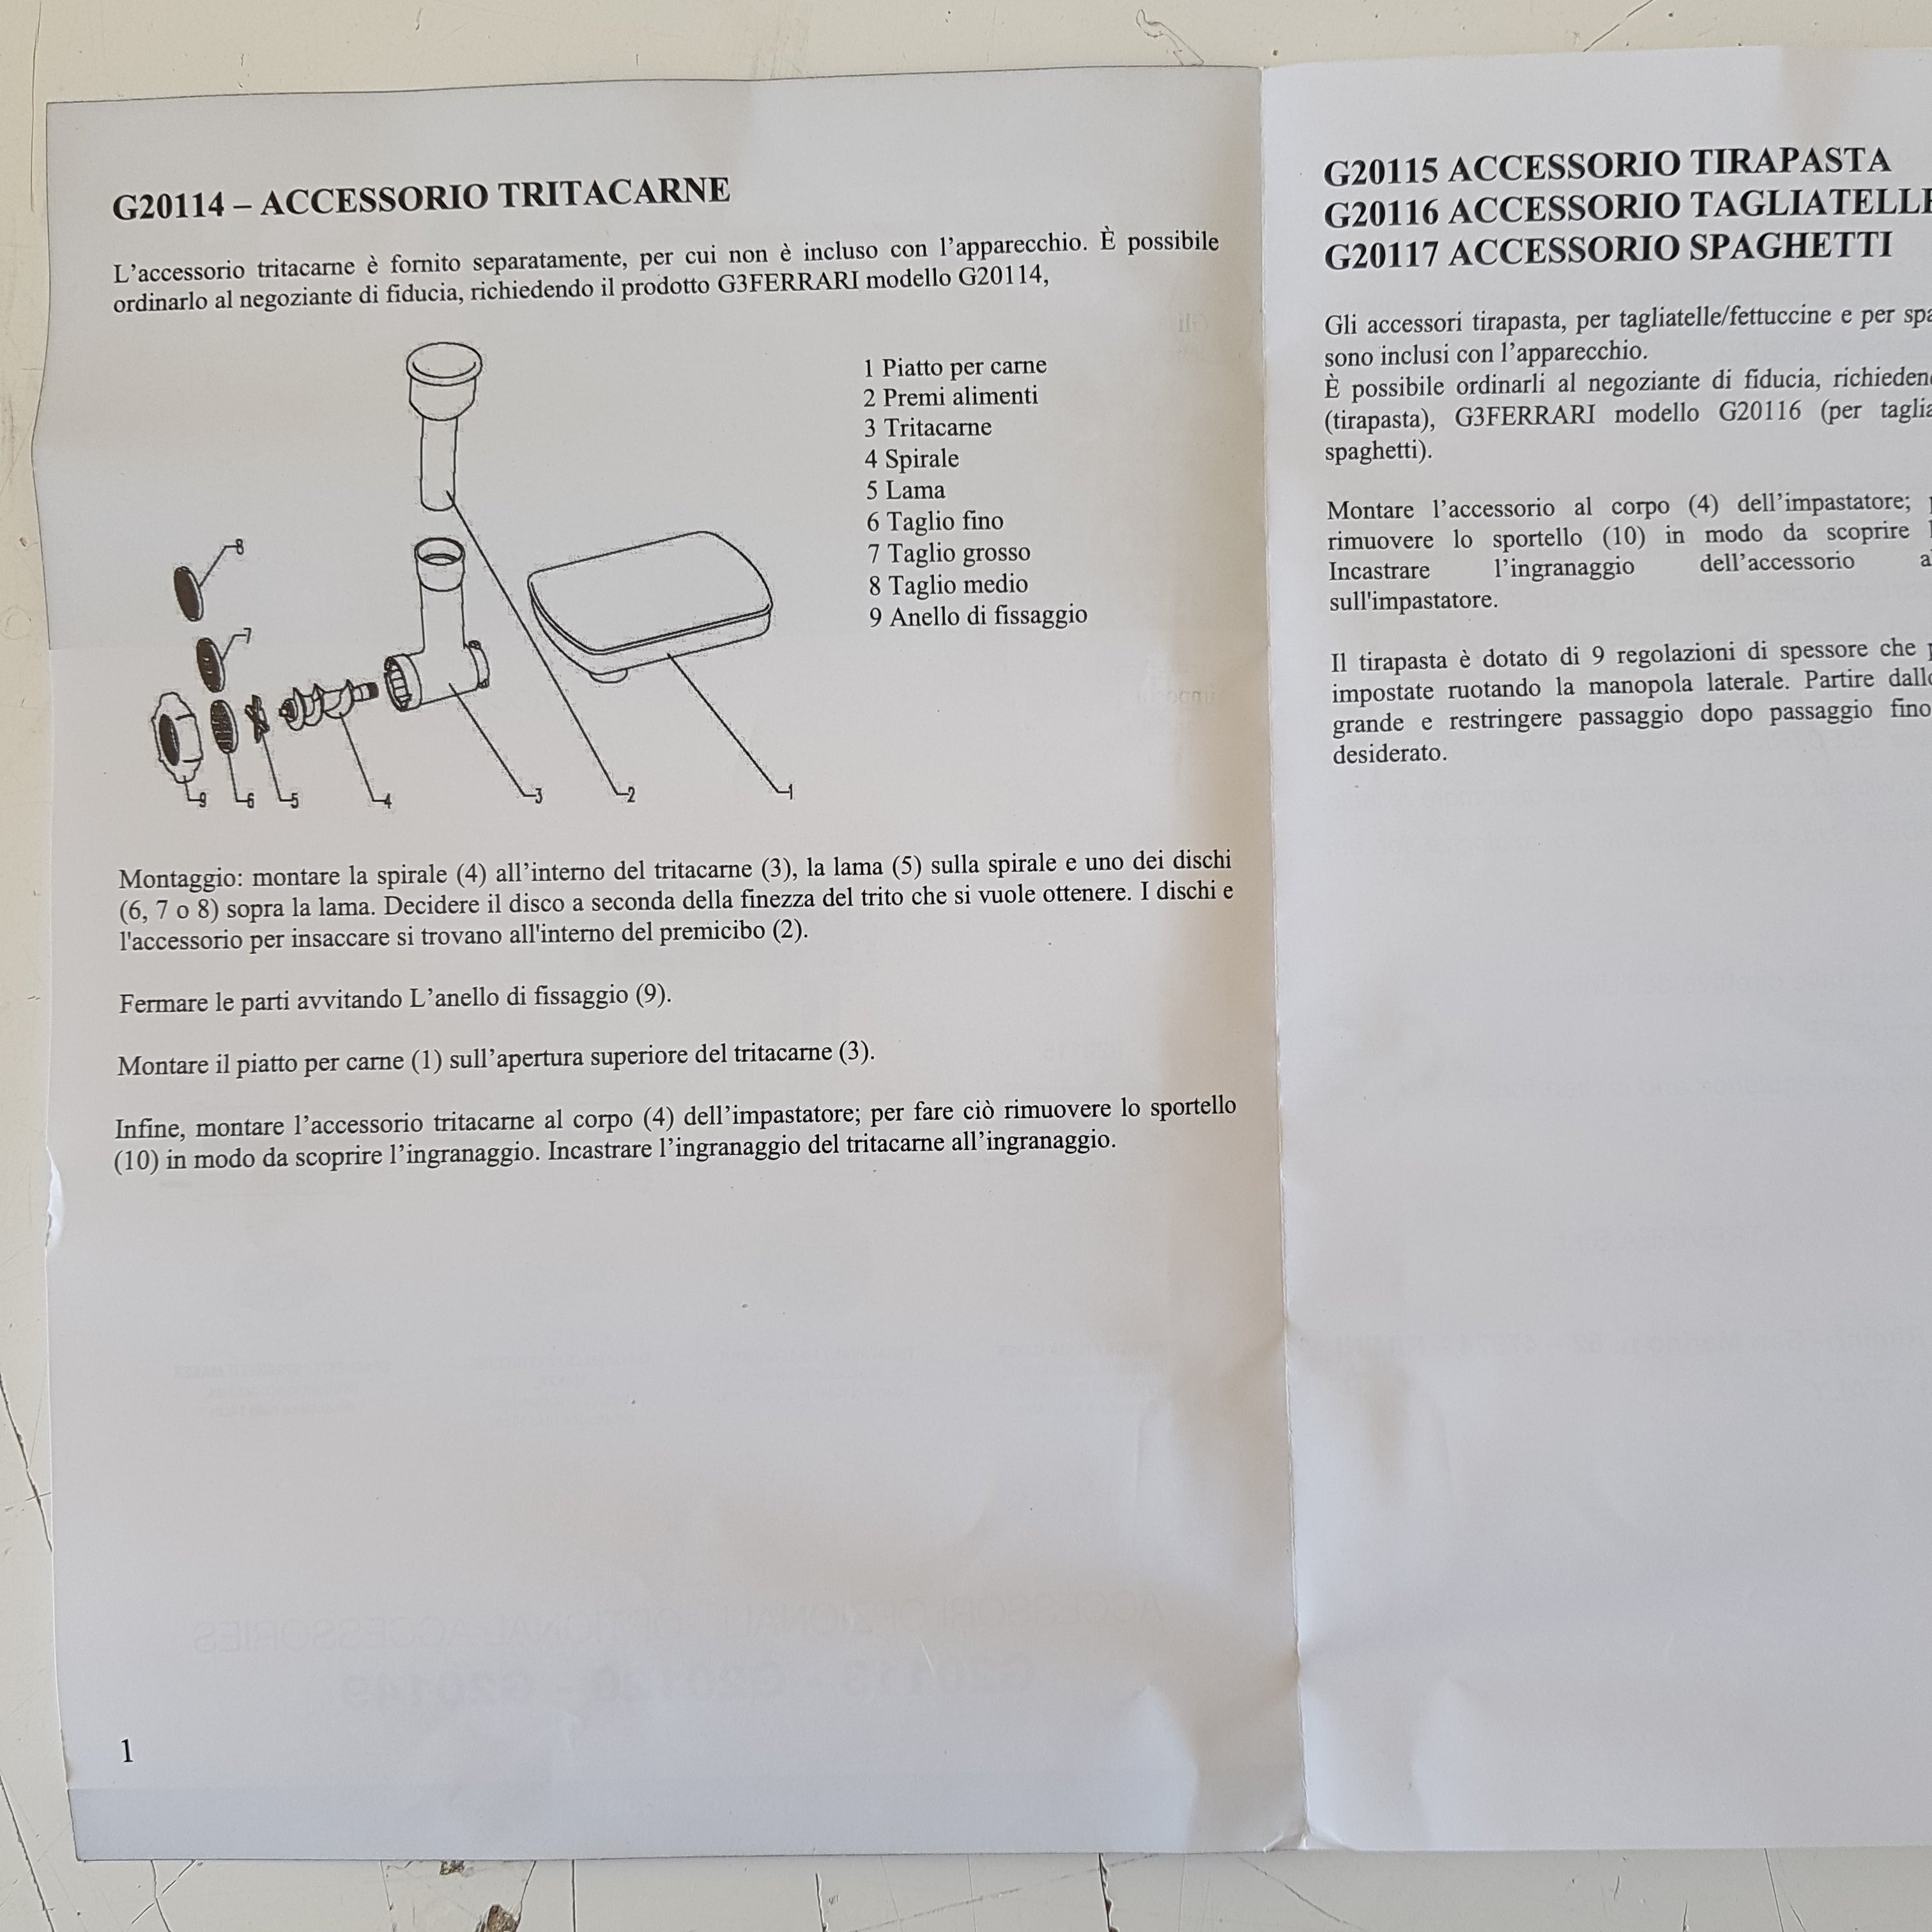 G20114 – ACCESSORIO TRITACARNE
L’accessorio tritacarne è fornito separatamente, per cui non è incluso con l’apparecchio. È possibile
ordinarlo al negoziante di fiducia, richiedendo il prodotto G3FERRARI modello G20114,
1 Piatto per carne
2 Premi alimenti
3 Tritacarne
4 Spirale
5 Lama
6 Taglio fino
7 Taglio grosso
8 Taglio medio
9 Anello di fissaggio
8
7
9
6
5
4
3
2
1
Montaggio: montare la spirale (4) all’interno del tritacarne (3), la lama (5) sulla spirale e uno dei dischi
(6, 7 o 8) sopra la lama. Decidere il disco a seconda della finezza del trito che si vuole ottenere. I dischi e
l'accessorio per insaccare si trovano all'interno del premicibo (2).
Fermare le parti avvitando L’anello di fissaggio (9).
Montare il piatto per carne (1) sull’apertura superiore del tritacarne (3).
Infine, montare l’accessorio tritacarne al corpo (4) dell’impastatore; per fare ciò rimuovere lo sportello
(10) in modo da scoprire l’ingranaggio. Incastrare l’ingranaggio del tritacarne all’ingranaggio.
1
G20115 ACCESSORIO TIRAPASTA
G20116 ACCESSORIO TAGLIATELLE
G20117 ACCESSORIO SPAGHETTI
Gli accessori tirapasta, per tagliatelle/fettuccine e per
sono inclusi con l’apparecchio.
È possibile ordinarli al negoziante di fiducia,
(tirapasta), G3FERRARI modello G20116 (per
spaghetti).
Montare l’accessorio al corpo (4) dell’impastatore;
rimuovere lo sportello (10) in modo da scoprire
Incastrare l’ingranaggio dell’accessorio
sull'impastatore.
Il tirapasta è dotato di 9 regolazioni di spessore che
impostate ruotando la manopola laterale. Partire
grande e restringere passaggio dopo passaggio fino
desiderato.